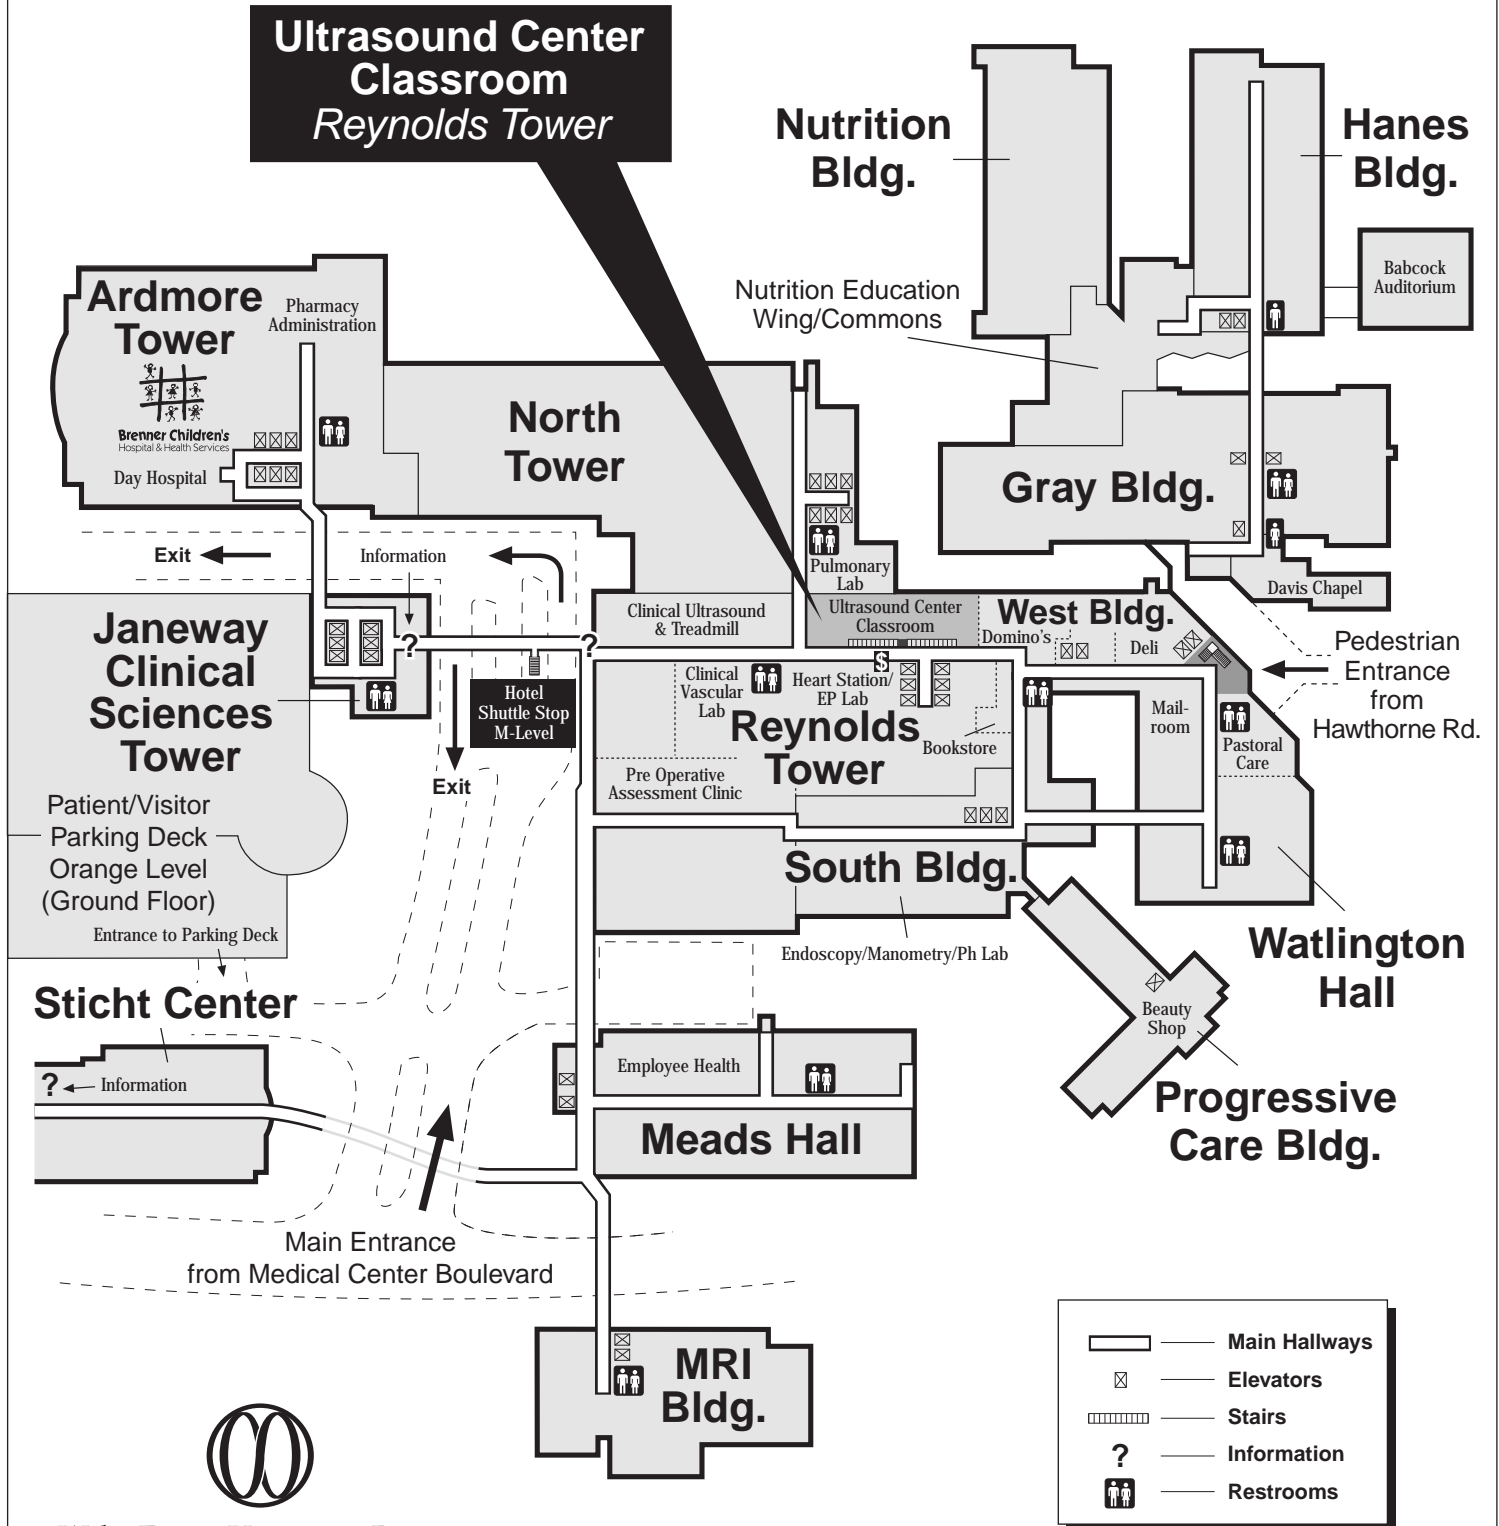 Ultrasound Center
Classroom
Reynolds Tower
Nutrition
Bldg.
Hanes
Bldg.
Babcock
Auditorium
Nutrition Education
Wing/Commons
Ardmore
Tower
Pharmacy
Administration
Brenner Children's
Hospital & Health Services
Day Hospital
North
Tower
Gray Bldg.
Exit
Information
Pulmonary
Lab
Davis Chapel
Clinical Ultrasound
& Treadmill
Ultrasound Center
Classroom
West Bldg.
Domino's
Deli
Pedestrian
Entrance
from
Hawthorne Rd.
Janeway
Clinical
Sciences
Tower
?
?
$
Hotel
Shuttle Stop
M-Level
Exit
Clinical
Vascular
Lab
Heart Station/
EP Lab
Reynolds
Tower
Bookstore
Mail-
room
Pastoral
Care
Pre Operative
Assessment Clinic
Patient/Visitor
Parking Deck
Orange Level
(Ground Floor)
Entrance to Parking Deck
South Bldg.
Endoscopy/Manometry/Ph Lab
Watlington
Hall
Sticht Center
? Information
Beauty
Shop
Progressive
Care Bldg.
Employee Health
Meads Hall
Main Entrance
from Medical Center Boulevard
MRI
Bldg.
Main Hallways
Elevators
Stairs
? Information
Restrooms